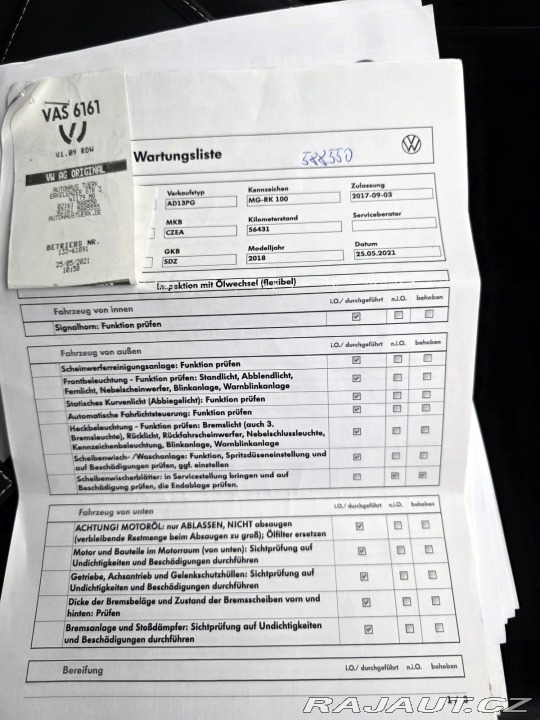 VAS 6161
V1.09 RDW
VW AG ORIGINAL
AUTOHAUS TUERK
AUTOHAUSTUERK.DE
BETRIEBS NR.
133-61891
25/05/2021
10:50
Wartungsliste
Verkaufstyp
AD13PG
Kennzeichen
MG-RK 100
Zulassung
2017-09-03
MKB
CZEA
Kilometerstand
56431
Serviceberater
GKB
SDZ
Modelljahr
2018
Datum
25.05.2021
Inspektion mit Ölwechsel (flexibel)
Fahrzeug von innen i.O./ durchgeführt n.i.O. behoben
Signalhorn: Funktion prüfen
Fahrzeug von außen i.O./ durchgeführt n.i.O. behoben
Scheinwerferreinigungsanlage: Funktion prüfen
Frontbeleuchtung - Funktion prüfen: Standlicht, Abblendlicht,
Fernlicht, Nebelscheinwerfer, Blinkanlage, Warnblinkanlage
Statisches Kurvenlicht (Abbiegelicht): Funktion prüfen
Automatische Fahrlichtsteuerung: Funktion prüfen
Heckbeleuchtung - Funktion prüfen: Bremslicht (auch 3.
Bremsleuchte), Rücklicht, Rückfahrscheinwerfer, Nebelschlussleuchte,
Kennzeichenbeleuchtung, Blinkanlage, Warnblinkanlage
Scheibenwisch- /Waschanlage: Funktion, Spritzdüseneinstellung und
auf Beschädigungen prüfen, ggf. einstellen
Scheibenwischerblätter: in Servicestellung bringen und auf
Beschädigung prüfen, die Endablage prüfen.
Fahrzeug von unten i.O./ durchgeführt n.i.O. behoben
ACHTUNG! MOTORÖL: nur ABLASSEN, NICHT absaugen
(verbleibende Restmenge beim Absaugen zu groß); Ölfilter ersetzen
Motor und Bauteile im Motorraum (von unten): Sichtprüfung auf
Undichtigkeiten und Beschädigungen durchführen
Getriebe, Achsantrieb und Gelenkschutzhüllen: Sichtprüfung auf
Undichtigkeiten und Beschädigungen durchführen
Dicke der Bremsbeläge und Zustand der Bremsscheiben vorn und
hinten: Prüfen
Bremsanlage und Stoßdämpfer: Sichtprüfung auf Undichtigkeiten
und Beschädigungen durchführen
Bereifung i.O./ durchgeführt n.i.O. behoben
RAJAUT.CZ